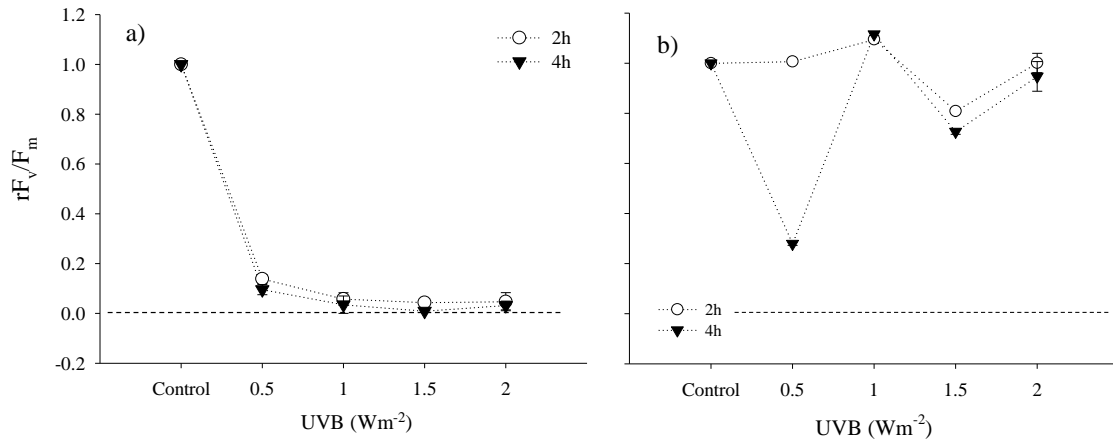 a)
2h
4h
rFv/Fm
1.2
1.0
0.8
0.6
0.4
0.2
0.0
-0.2
Control 0.5 1 1.5 2
UVB (Wm-2)
b)
2h
4h
Control 0.5 1 1.5 2
UVB (Wm-2)